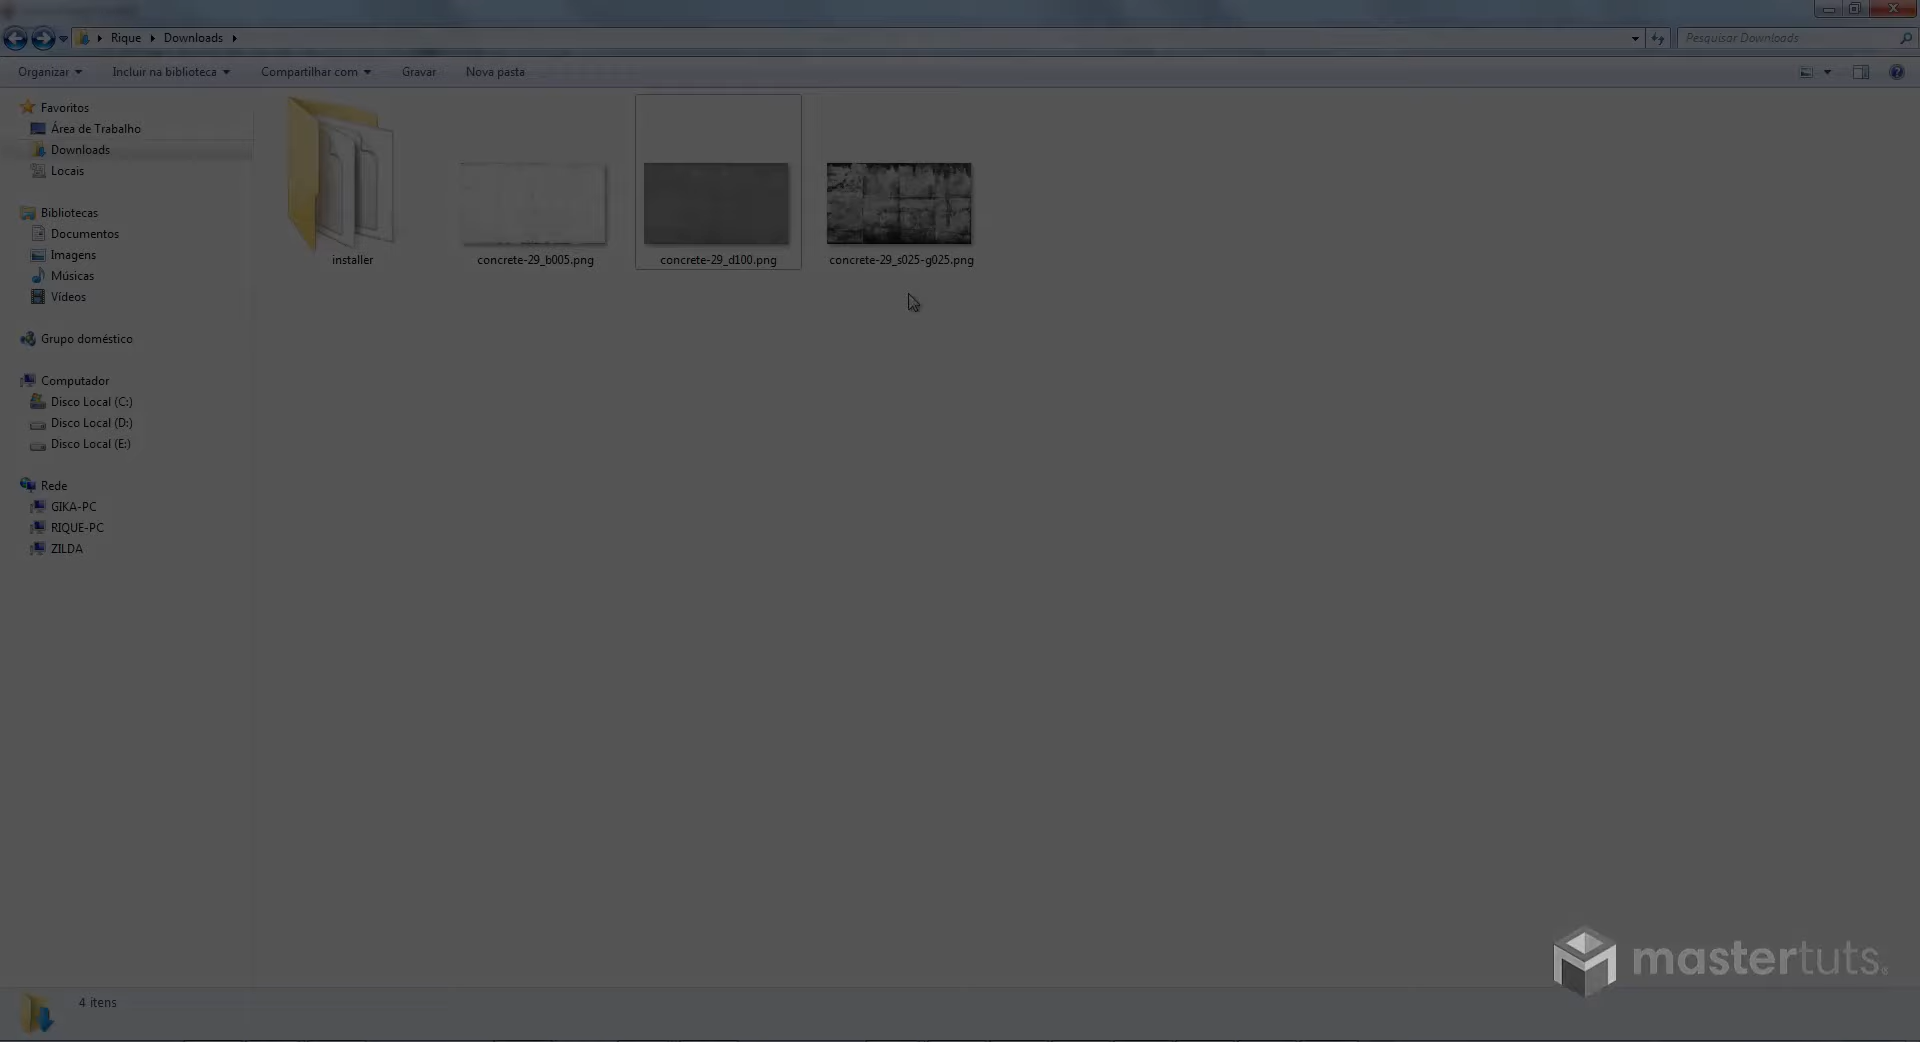 Rique Downloads
Pesquisar Downloads
Organizar Incluir na biblioteca Compartilhar com Gravar Nova pasta
Favoritos
Área de Trabalho
Downloads
Locais
Bibliotecas
Documentos
Imagens
Músicas
Vídeos
Grupo doméstico
Computador
Disco Local (C:)
Disco Local (D:)
Disco Local (E:)
Rede
GIKA-PC
RIQUE-PC
ZILDA
installer
concrete-29_b005.png
concrete-29_d100.png
concrete-29_s025-g025.png
4 itens
mastertuts